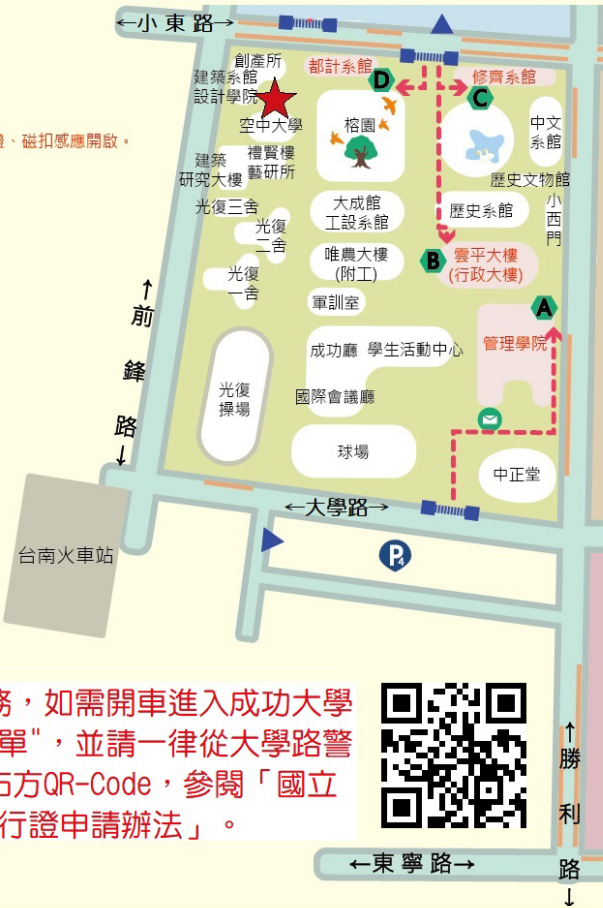 ←小東路→
創產所
建築系館
設計學院
都計系館
D
修齊系館
C
證、磁扣感應開啟。
空中大學
榕園
中文
系館
建築
研究大樓
禮賢樓
藝研所
歷史文物館
光復三舍
大成館
工設系館
歷史系館
小西門
光復
二舍
唯農大樓
(附工)
B
雲平大樓
(行政大樓)
光復
一舍
軍訓室
A
↑前鋒路↓
成功廳 學生活動中心
管理學院
光復
操場
國際會議廳
球場
中正堂
←大學路→
台南火車站
P4
務，如需開車進入成功大學
單"，並請一律從大學路警
右方QR-Code，參閱「國立
行證申請辦法」。
↑勝利路↓
←東寧路→